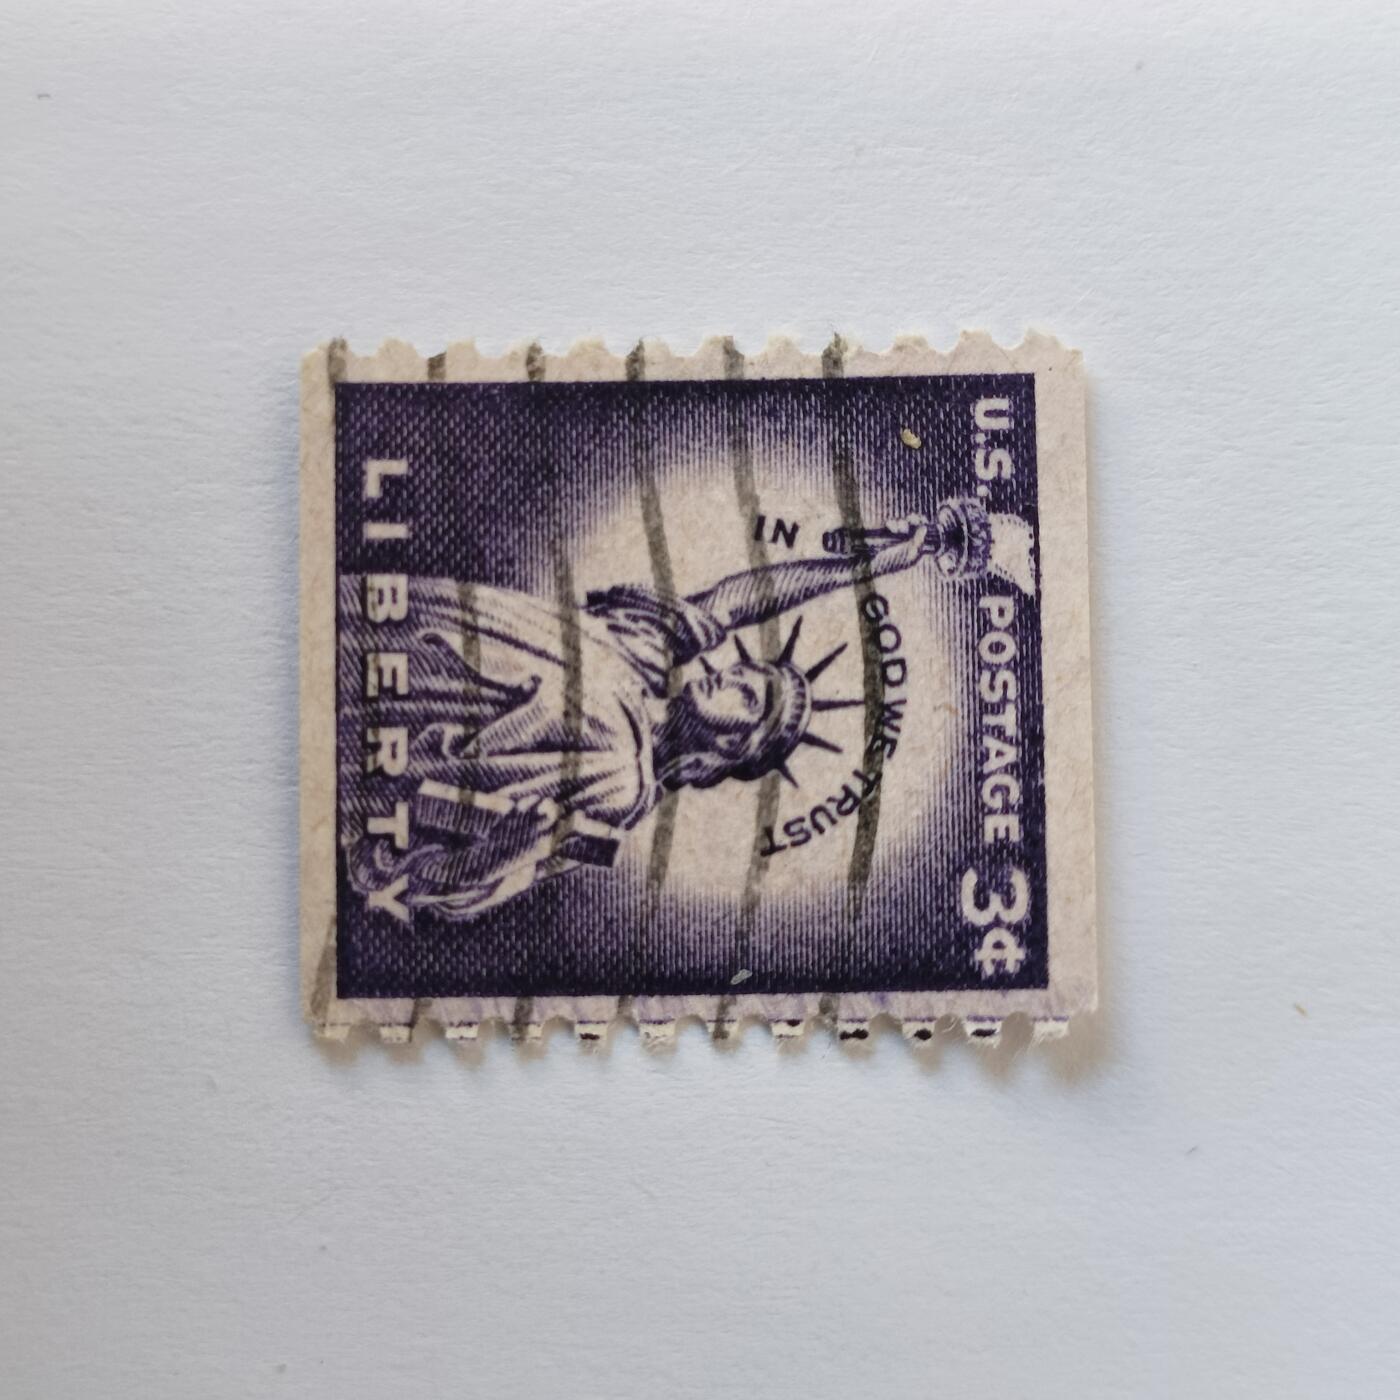 U.S. POSTAGE 3¢
IN GOD WE TRUST
LIBERTY